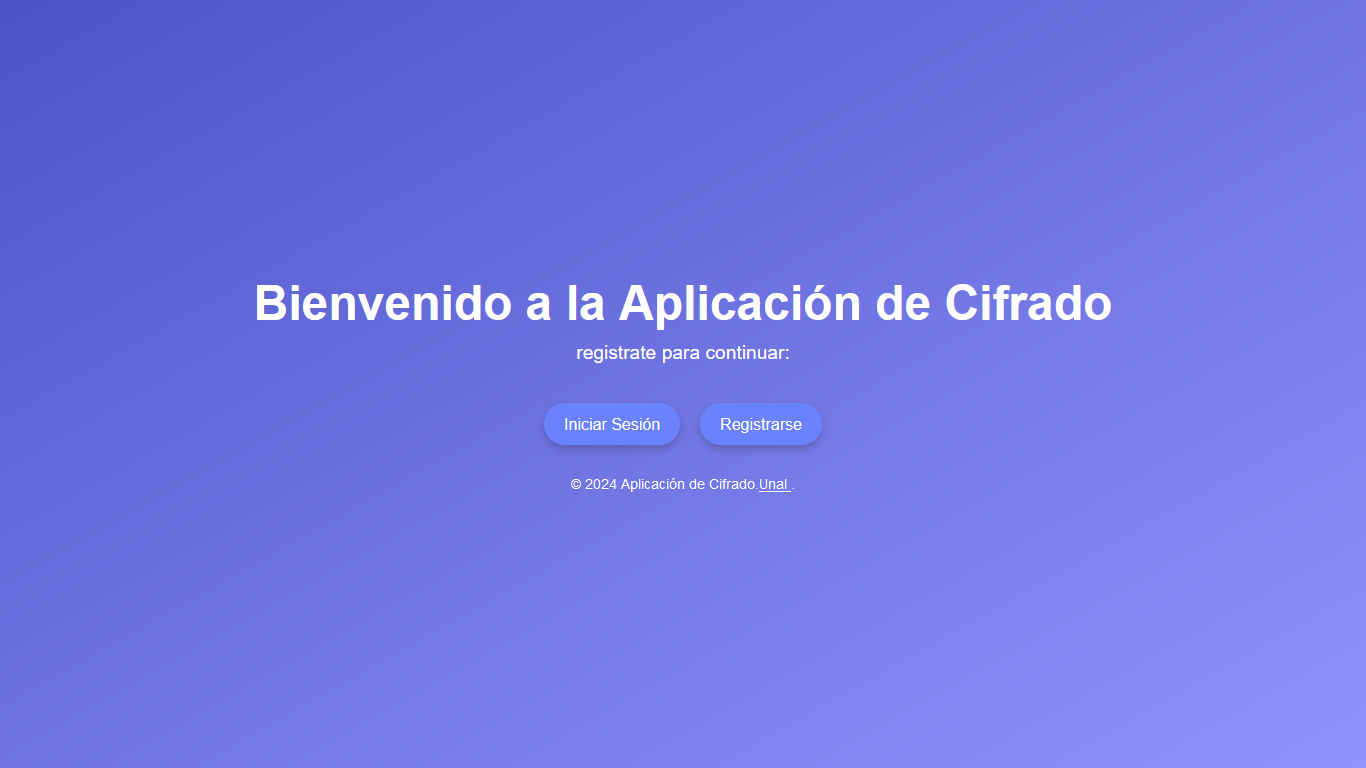 Bienvenido a la Aplicación de Cifrado
registrate para continuar:
Iniciar Sesión
Registrarse
© 2024 Aplicación de Cifrado.Unal .